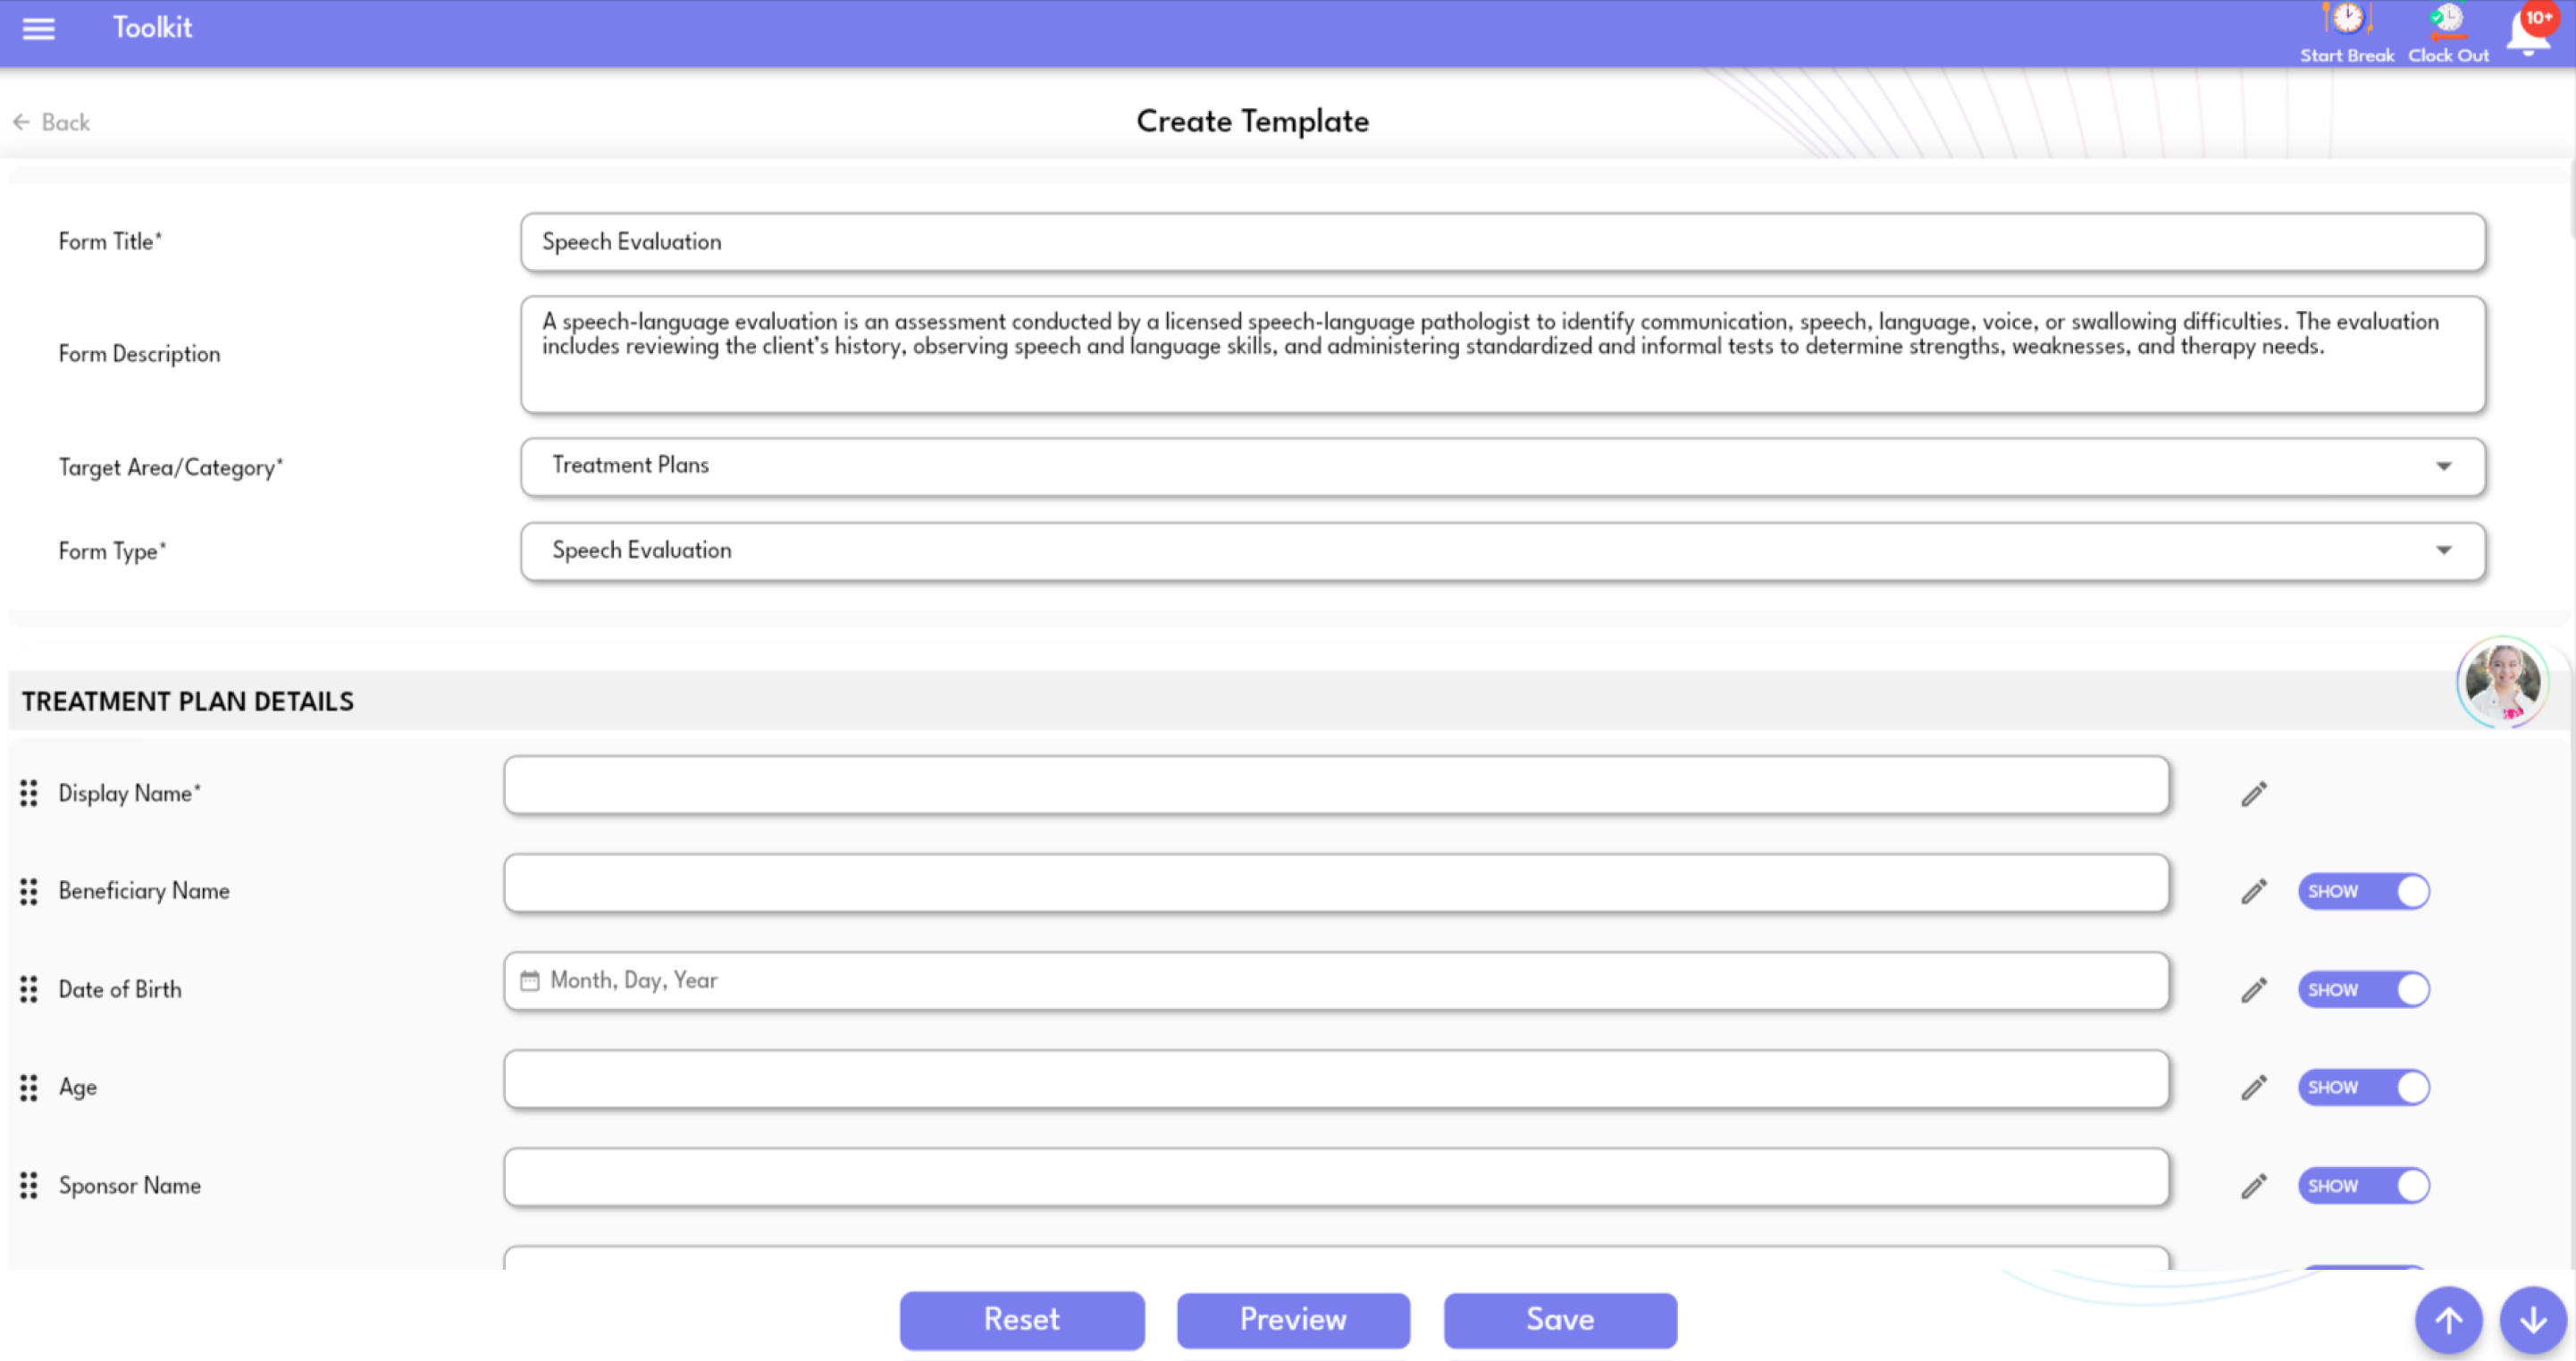 Toolkit
Start Break
Clock Out
10+
Back
Create Template
Form Title*
Speech Evaluation
Form Description
A speech-language evaluation is an assessment conducted by a licensed speech-language pathologist to identify communication, speech, language, voice, or swallowing difficulties. The evaluation
includes reviewing the client’s history, observing speech and language skills, and administering standardized and informal tests to determine strengths, weaknesses, and therapy needs.
Target Area/Category*
Treatment Plans
Form Type*
Speech Evaluation
TREATMENT PLAN DETAILS
Display Name*
Beneficiary Name
SHOW
Date of Birth
Month, Day, Year
SHOW
Age
SHOW
Sponsor Name
SHOW
Reset
Preview
Save